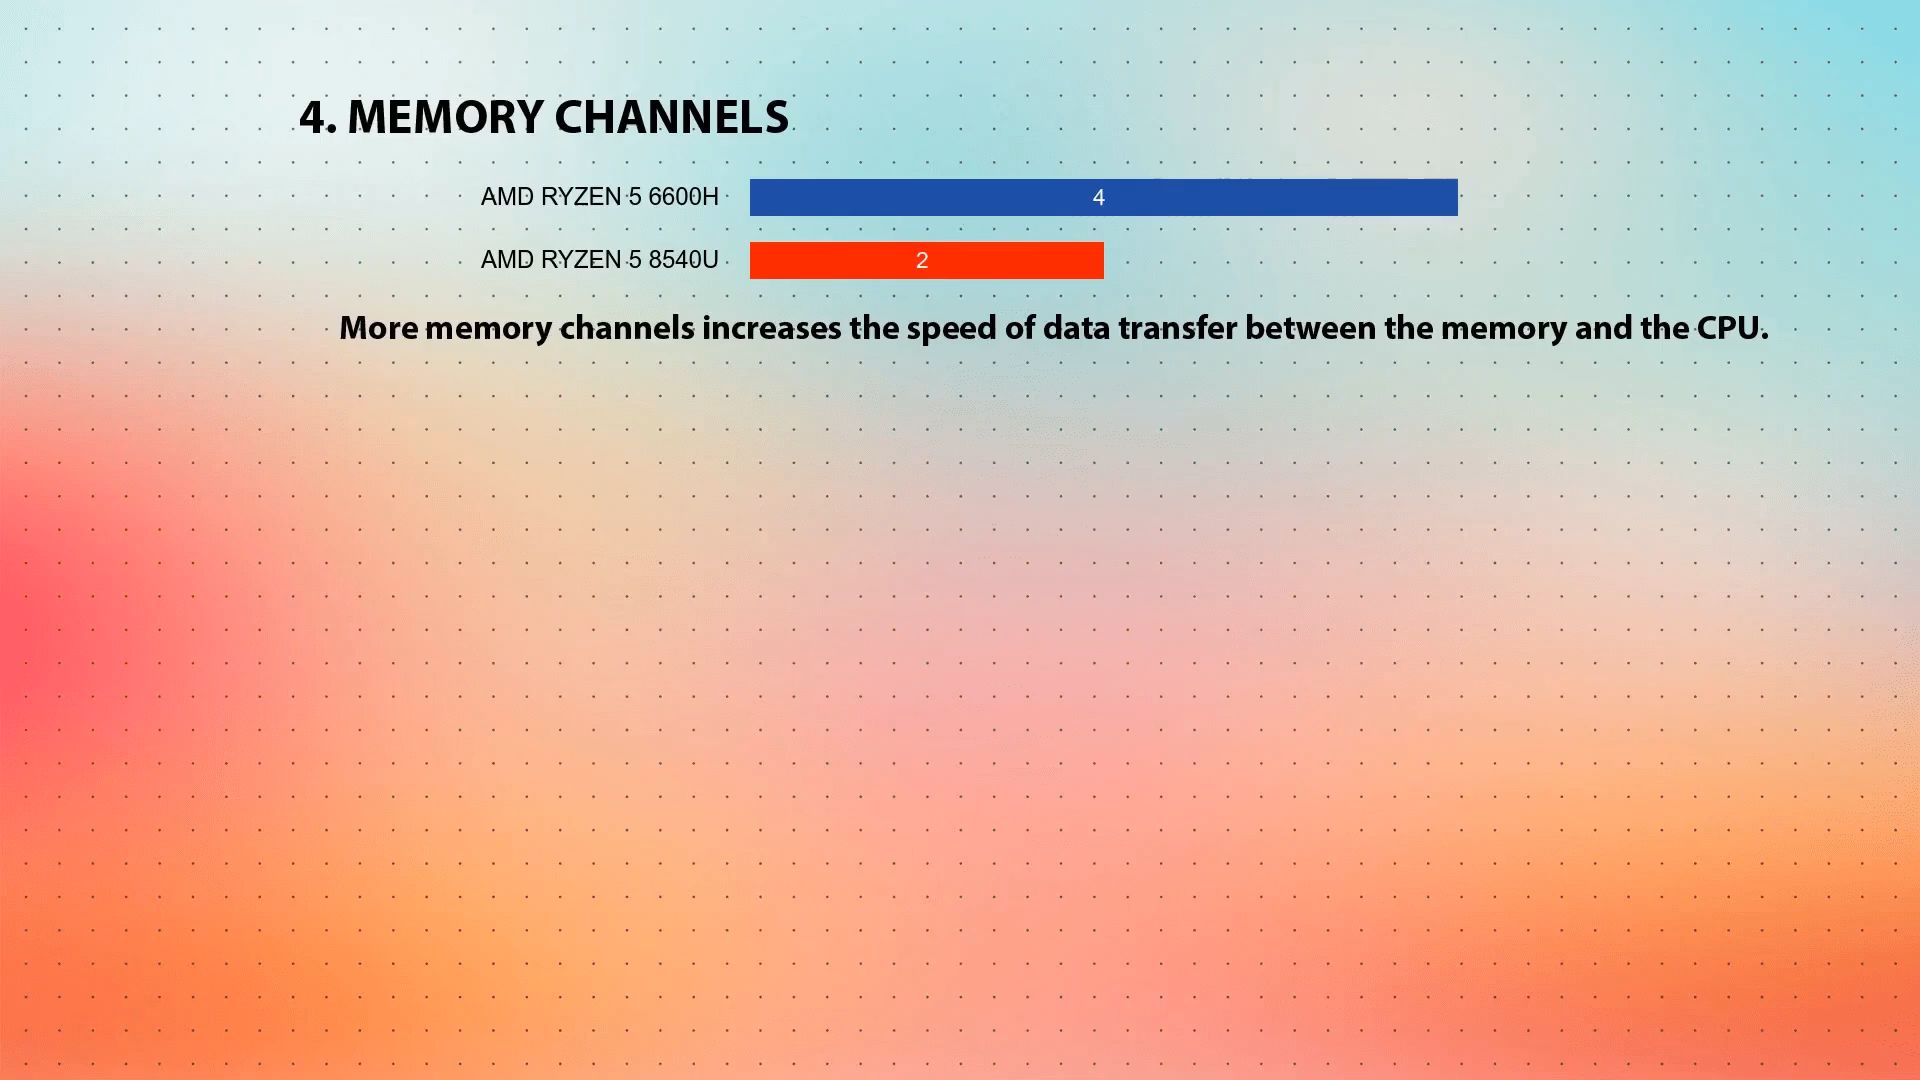 4. MEMORY CHANNELS
AMD RYZEN 5 6600H 4
AMD RYZEN 5 8540U 2
More memory channels increases the speed of data transfer between the memory and the CPU.